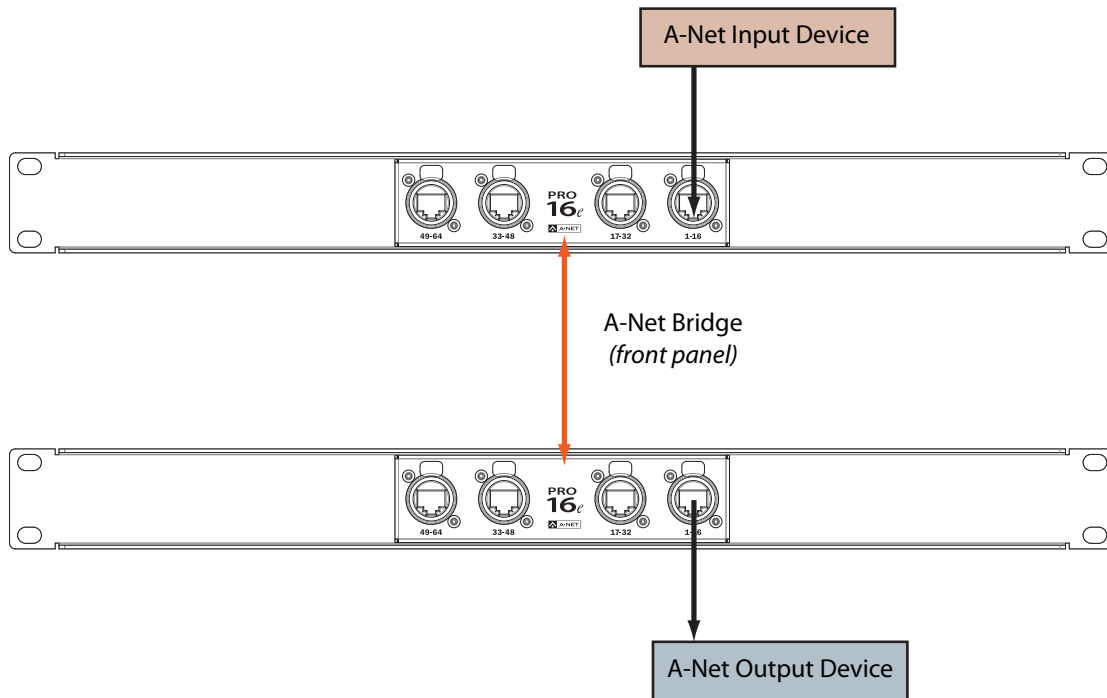 A-Net Input Device
PRO
16e
A-NET
49-64 33-48 17-32 1-16
A-Net Bridge
(front panel)
PRO
16e
A-NET
49-64 33-48 17-32 1-16
A-Net Output Device